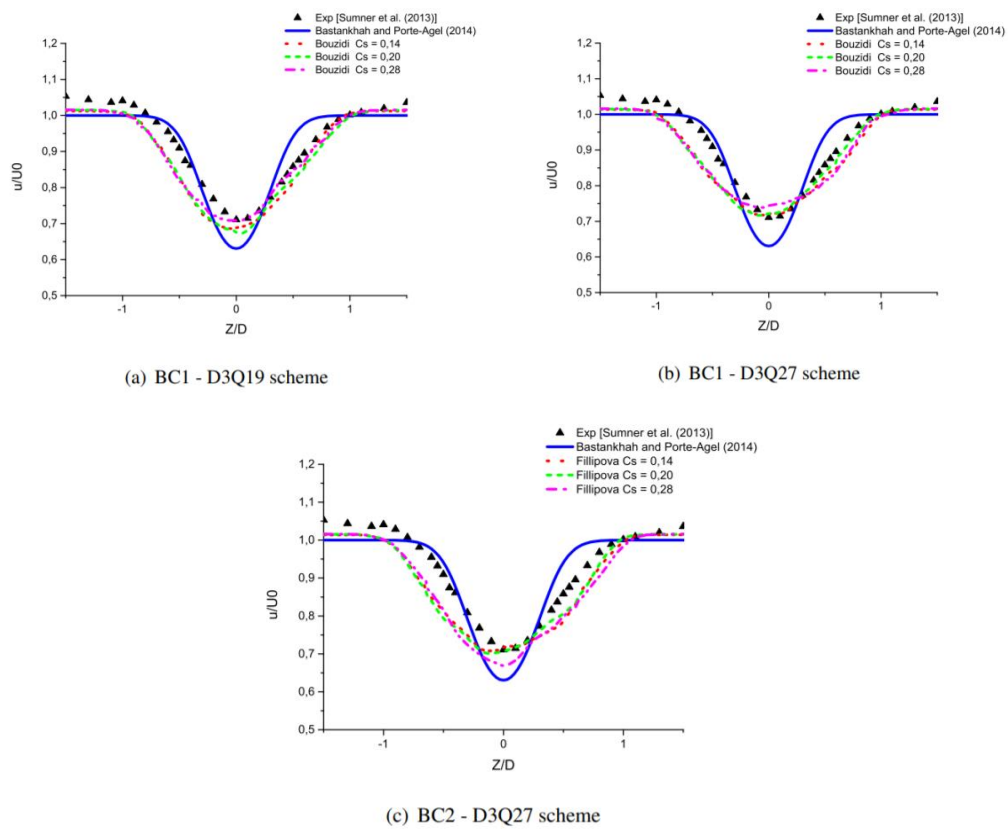 Exp [Sumner et al. (2013)]
Bastankhah and Porte-Agel (2014)
Bouzidi Cs = 0,14
Bouzidi Cs = 0,20
Bouzidi Cs = 0,28
1,2
1,1
1,0
0,9
0,8
0,7
0,6
0,5
u/U0
-1
0
1
Z/D
(a) BC1 - D3Q19 scheme
Exp [Sumner et al. (2013)]
Bastankhah and Porte-Agel (2014)
Bouzidi Cs = 0,14
Bouzidi Cs = 0,20
Bouzidi Cs = 0,28
1,2
1,1
1,0
0,9
0,8
0,7
0,6
0,5
u/U0
-1
0
1
Z/D
(b) BC1 - D3Q27 scheme
Exp [Sumner et al. (2013)]
Bastankhah and Porte-Agel (2014)
Fillipova Cs = 0,14
Fillipova Cs = 0,20
Fillipova Cs = 0,28
1,2
1,1
1,0
0,9
0,8
0,7
0,6
0,5
u/U0
-1
0
1
Z/D
(c) BC2 - D3Q27 scheme